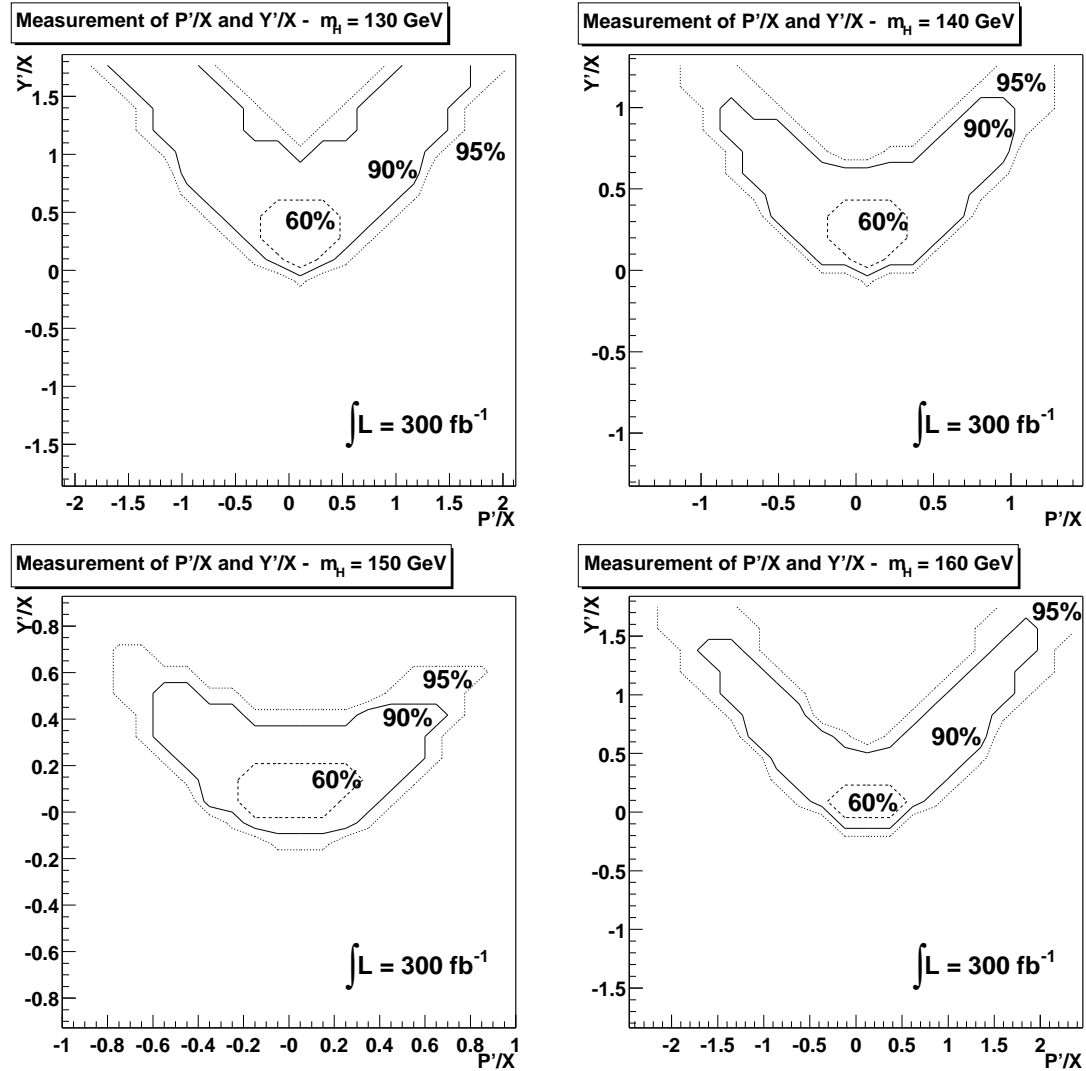 Measurement of P'/X and Y'/X - m_H = 130 GeV
Y'/X
1.5
1
0.5
0
-0.5
-1
-1.5
95%
90%
60%
∫L = 300 fb⁻¹
-2 -1.5 -1 -0.5 0 0.5 1 1.5 2
P'/X
Measurement of P'/X and Y'/X - m_H = 140 GeV
Y'/X
1
0.5
0
-0.5
-1
95%
90%
60%
∫L = 300 fb⁻¹
-1 -0.5 0 0.5 1
P'/X
Measurement of P'/X and Y'/X - m_H = 150 GeV
Y'/X
0.8
0.6
0.4
0.2
-0
-0.2
-0.4
-0.6
-0.8
95%
90%
60%
∫L = 300 fb⁻¹
-1 -0.8 -0.6 -0.4 -0.2 -0 0.2 0.4 0.6 0.8 1
P'/X
Measurement of P'/X and Y'/X - m_H = 160 GeV
Y'/X
1.5
1
0.5
0
-0.5
-1
-1.5
95%
90%
60%
∫L = 300 fb⁻¹
-2 -1.5 -1 -0.5 0 0.5 1 1.5 2
P'/X